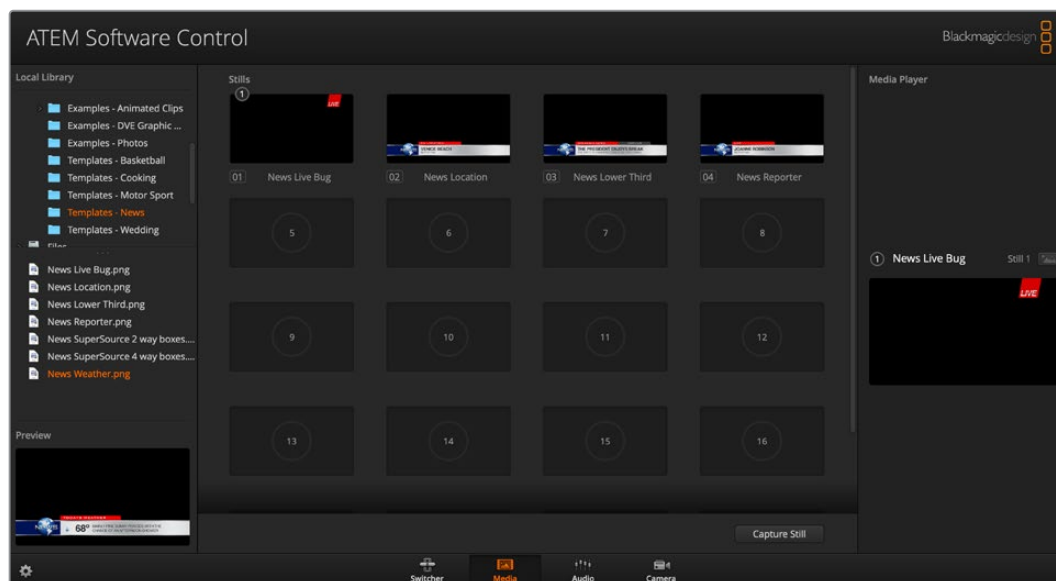 ATEM Software Control
Blackmagicdesign
Local Library
Examples - Animated Clips
Examples - DVE Graphic ...
Examples - Photos
Templates - Basketball
Templates - Cooking
Templates - Motor Sport
Templates - News
Templates - Wedding
Files
News Live Bug.png
News Location.png
News Lower Third.png
News Reporter.png
News SuperSource 2 way boxes....
News SuperSource 4 way boxes....
News Weather.png
Preview
68°
Stills
1
LIVE
VENICE BEACH
JOANNE ROBINSON
01 News Live Bug
02 News Location
03 News Lower Third
04 News Reporter
5
6
7
8
9
10
11
12
13
14
15
16
Capture Still
Media Player
1 News Live Bug Still 1
LIVE
Switcher
Media
Audio
Camera